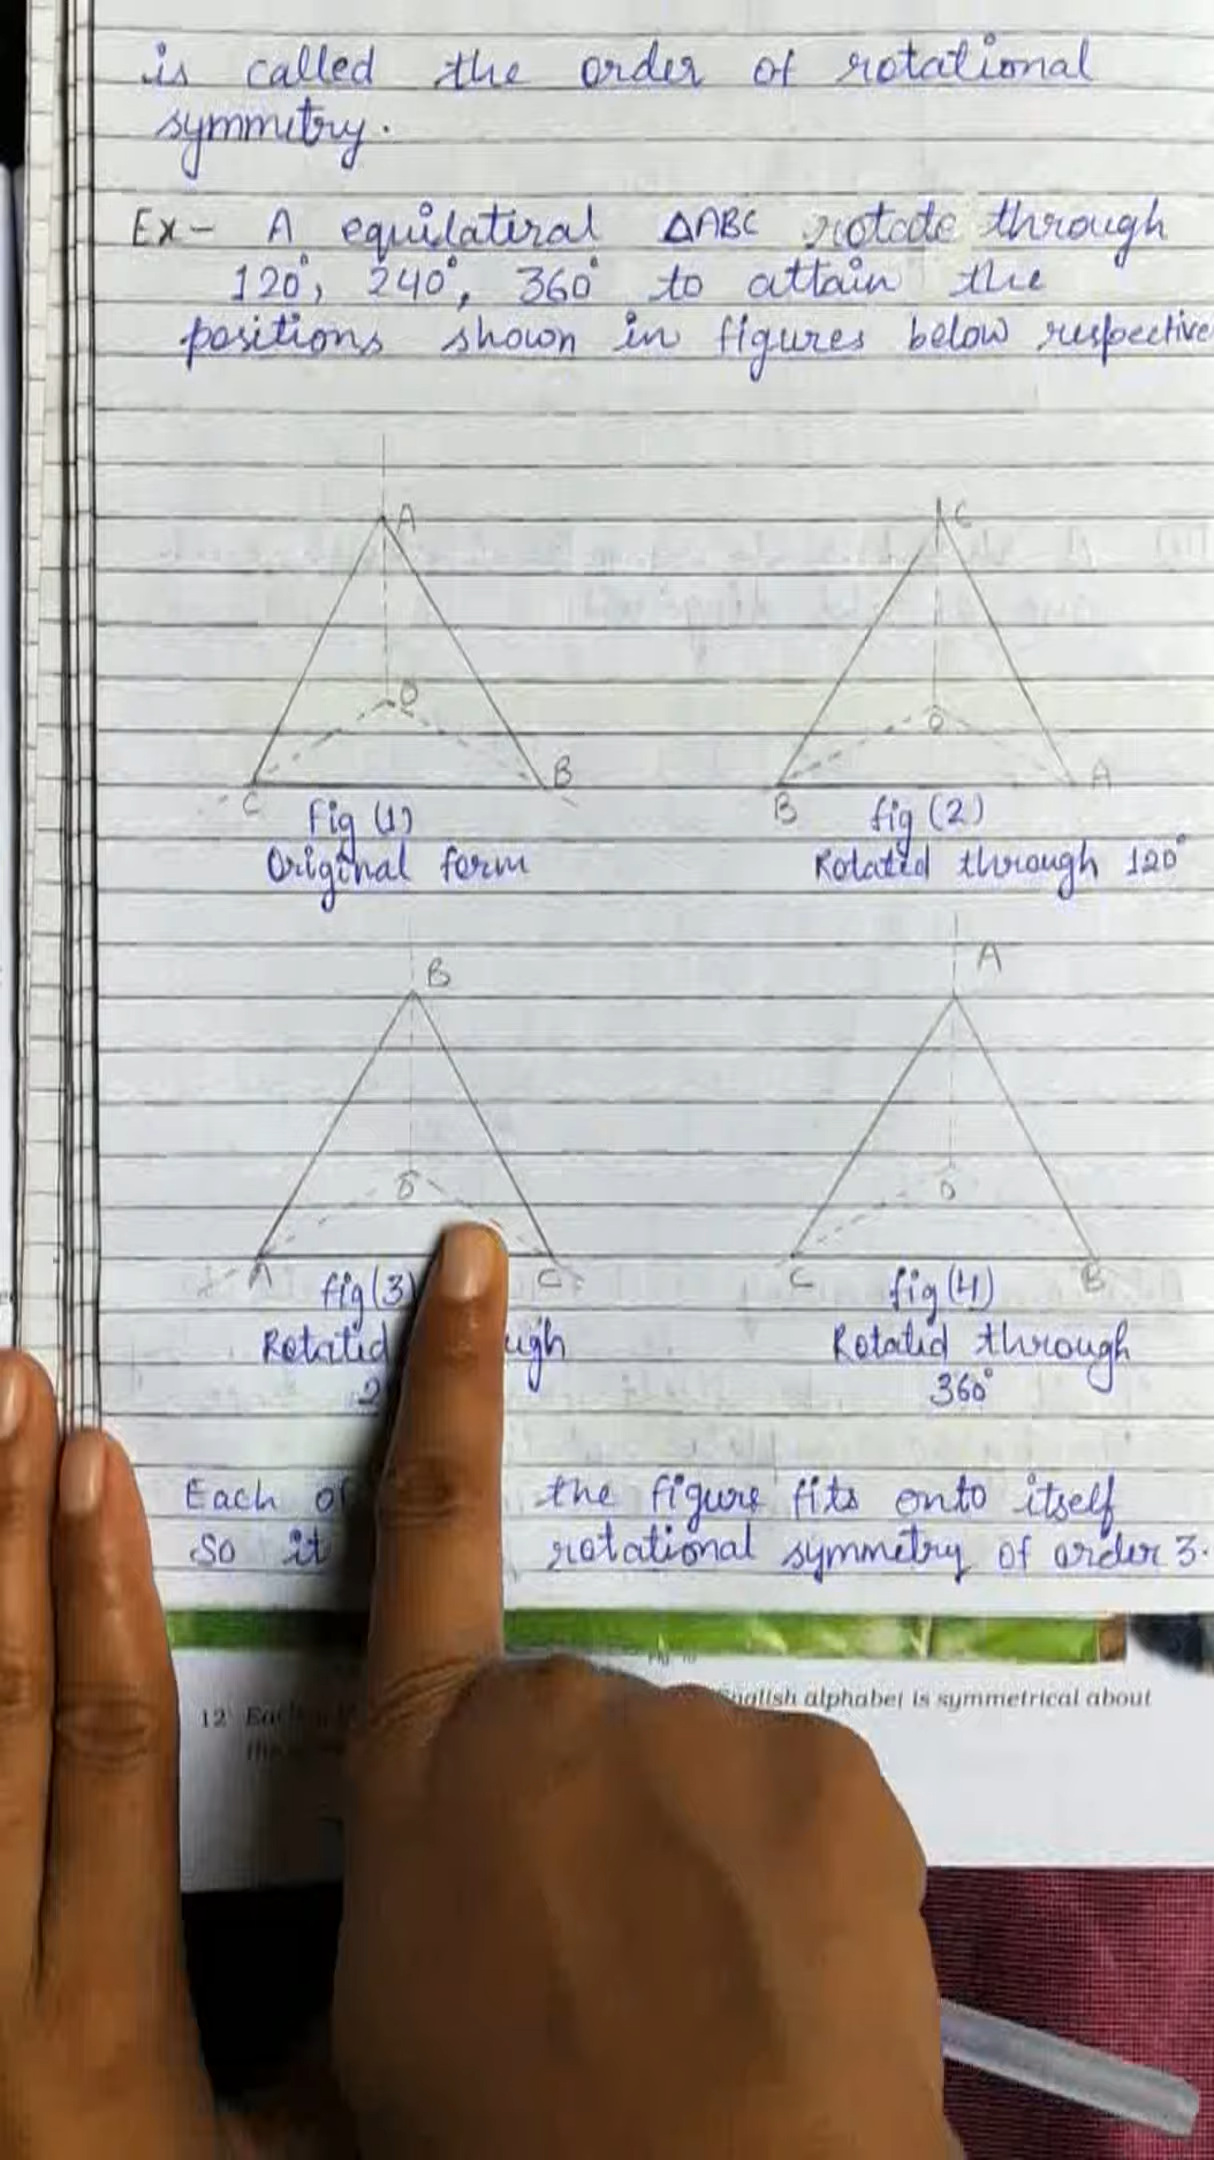 is called the order of rotational
symmetry.
Ex- A equilateral ΔABC rotate through
120°, 240°, 360° to attain the
positions shown in figures below respective
A
C
O
O
C
B
B
A
Fig (1)
fig (2)
Original form
Rotated through 120°
B
A
O
O
A
C
C
B
fig (3)
fig (4)
Rotated
Rotated through
360°
Each the figure fits onto itself
So it rotational symmetry of order 3.
12 alphabet is symmetrical about